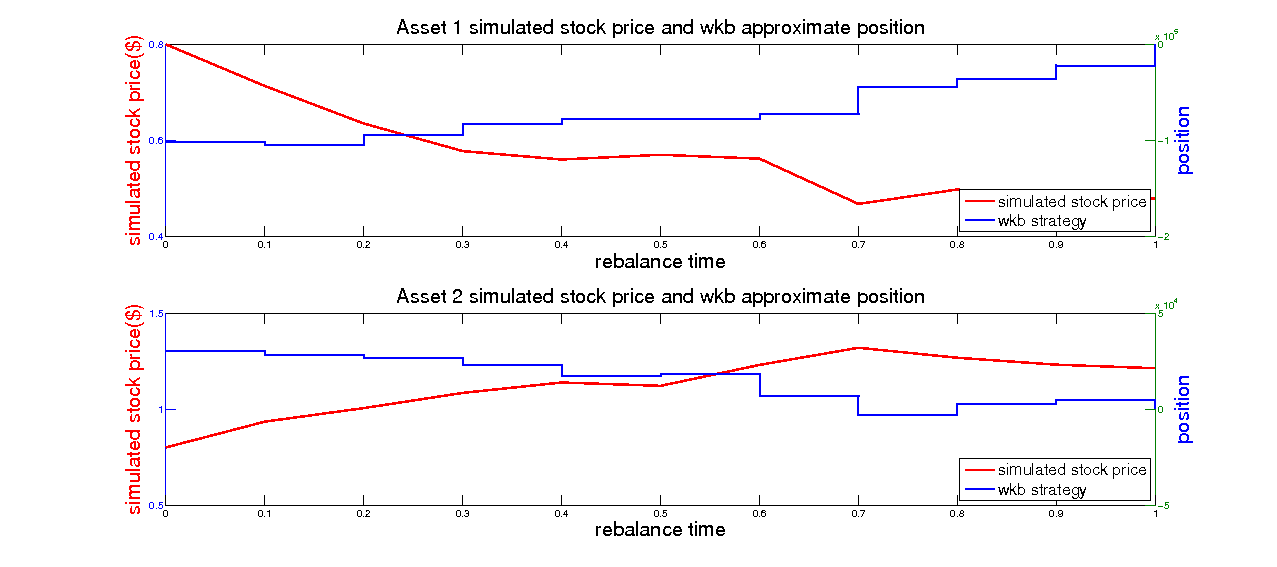 Asset 1 simulated stock price and wkb approximate position
x 10^5
simulated stock price($)
0.8
0.6
0.4
0
-1
-2
position
simulated stock price
wkb strategy
0 0.1 0.2 0.3 0.4 0.5 0.6 0.7 0.8 0.9 1
rebalance time
Asset 2 simulated stock price and wkb approximate position
x 10^4
simulated stock price($)
1.5
1
0.5
5
0
-5
position
simulated stock price
wkb strategy
0 0.1 0.2 0.3 0.4 0.5 0.6 0.7 0.8 0.9 1
rebalance time